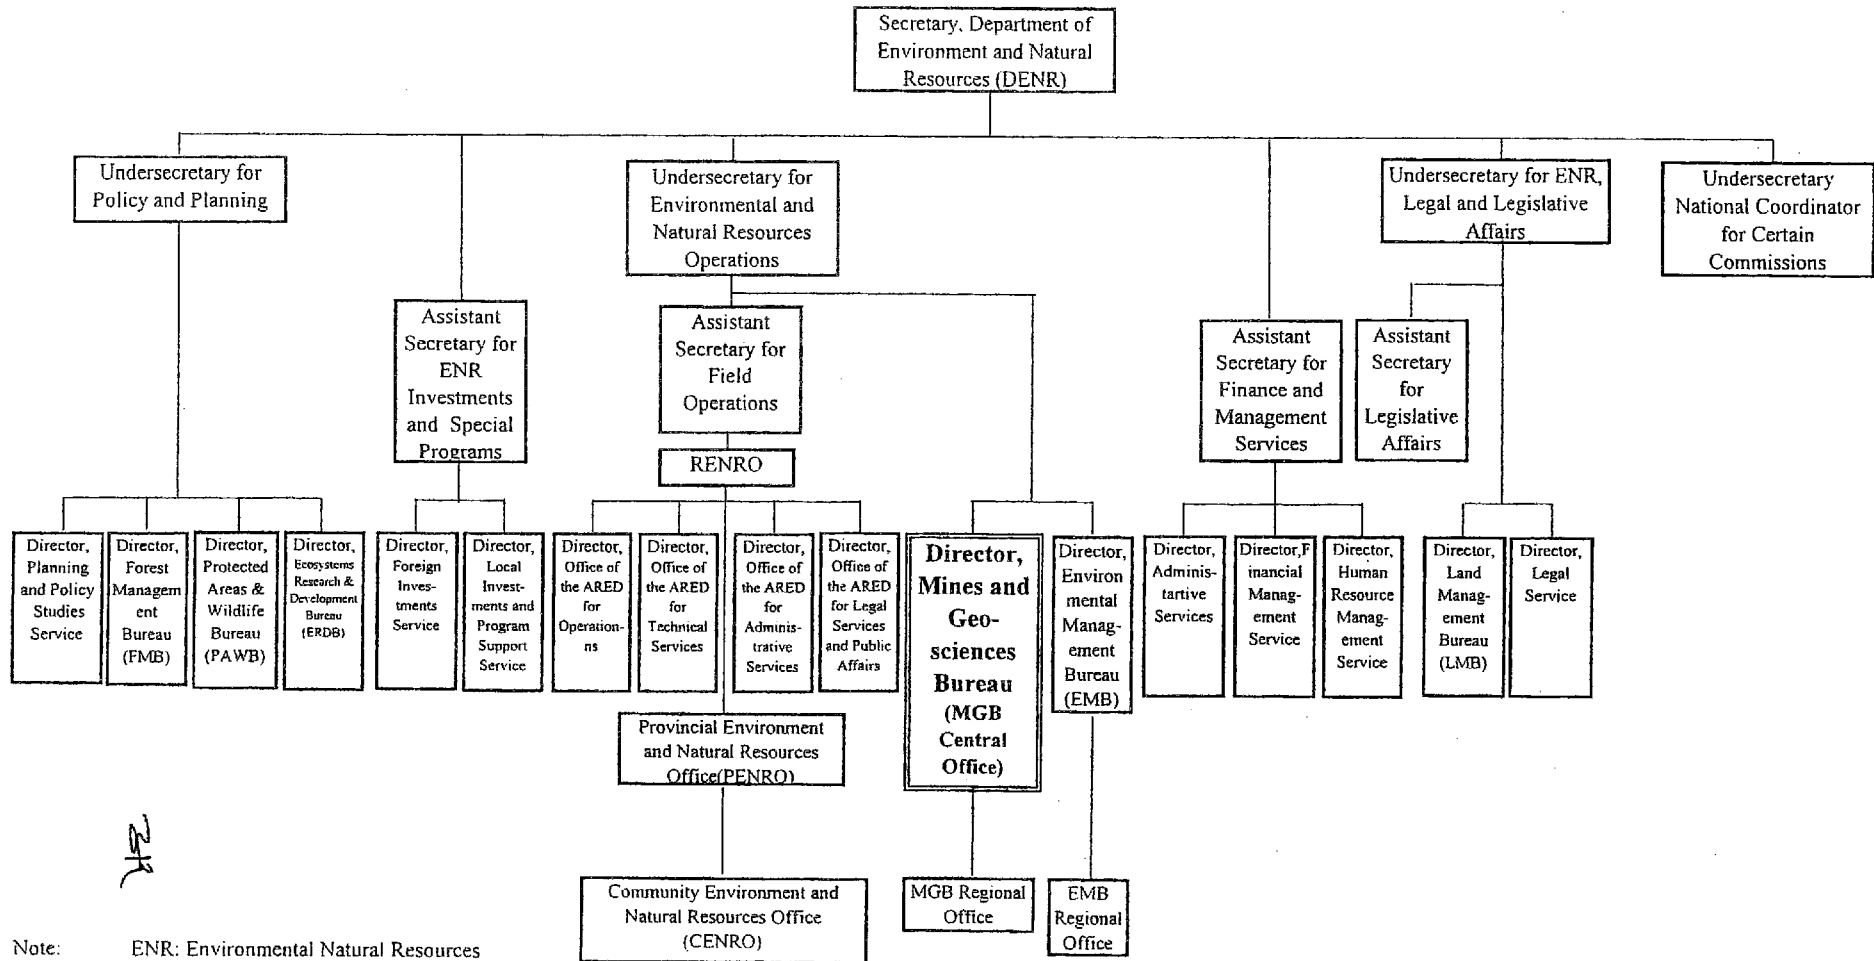 Secretary, Department of
Environment and Natural
Resources (DENR)
Undersecretary for
Policy and Planning
Undersecretary for
Environmental and
Natural Resources
Operations
Undersecretary for ENR,
Legal and Legislative
Affairs
Undersecretary
National Coordinator
for Certain
Commissions
Assistant
Secretary for
ENR
Investments
and Special
Programs
Assistant
Secretary for
Field
Operations
Assistant
Secretary for
Finance and
Management
Services
Assistant
Secretary
for
Legislative
Affairs
RENRO
Director,
Planning
and Policy
Studies
Service
Director,
Forest
Managem
ent
Bureau
(FMB)
Director,
Protected
Areas &
Wildlife
Bureau
(PAWB)
Director,
Ecosystems
Research &
Development
Bureau
(ERDB)
Director,
Foreign
Inves-
tments
Service
Director,
Local
Invest-
ments and
Program
Support
Service
Director,
Office of
the ARED
for
Operation-
ns
Director,
Office of
the ARED
for
Technical
Services
Director,
Office of
the ARED
for
Adminis-
trative
Services
Director,
Office of
the ARED
for Legal
Services
and Public
Affairs
Director,
Mines and
Geo-
sciences
Bureau
(MGB
Central
Office)
Director,
Environ
mental
Manag-
ement
Bureau
(EMB)
Director,
Adminis-
tartive
Services
Director,F
inancial
Manag-
ement
Service
Director,
Human
Resource
Manag-
ement
Service
Director,
Land
Manag-
ement
Bureau
(LMB)
Director,
Legal
Service
Provincial Environment
and Natural Resources
Office(PENRO)
Community Environment and
Natural Resources Office
(CENRO)
MGB Regional
Office
EMB
Regional
Office
Note: ENR: Environmental Natural Resources